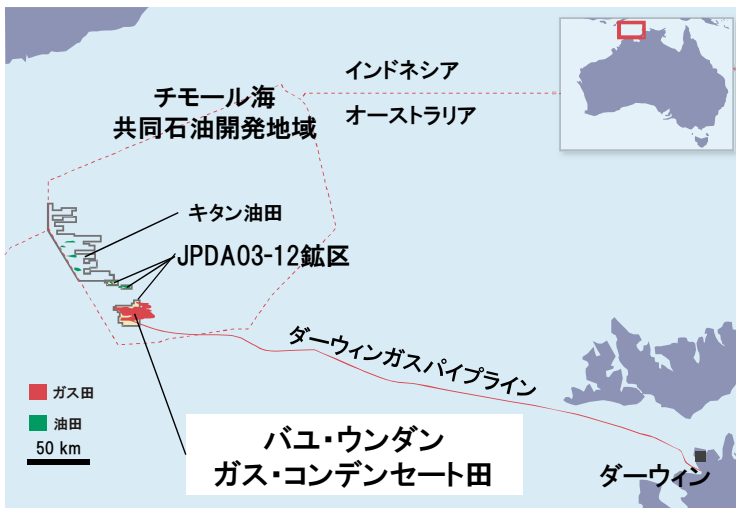 インドネシア
チモール海
共同石油開発地域
オーストラリア
キタン油田
JPDA03-12鉱区
ダーウィンガスパイプライン
ガス田
油田
50 km
バユ・ウンダン
ガス・コンデンセート田
ダーウィン